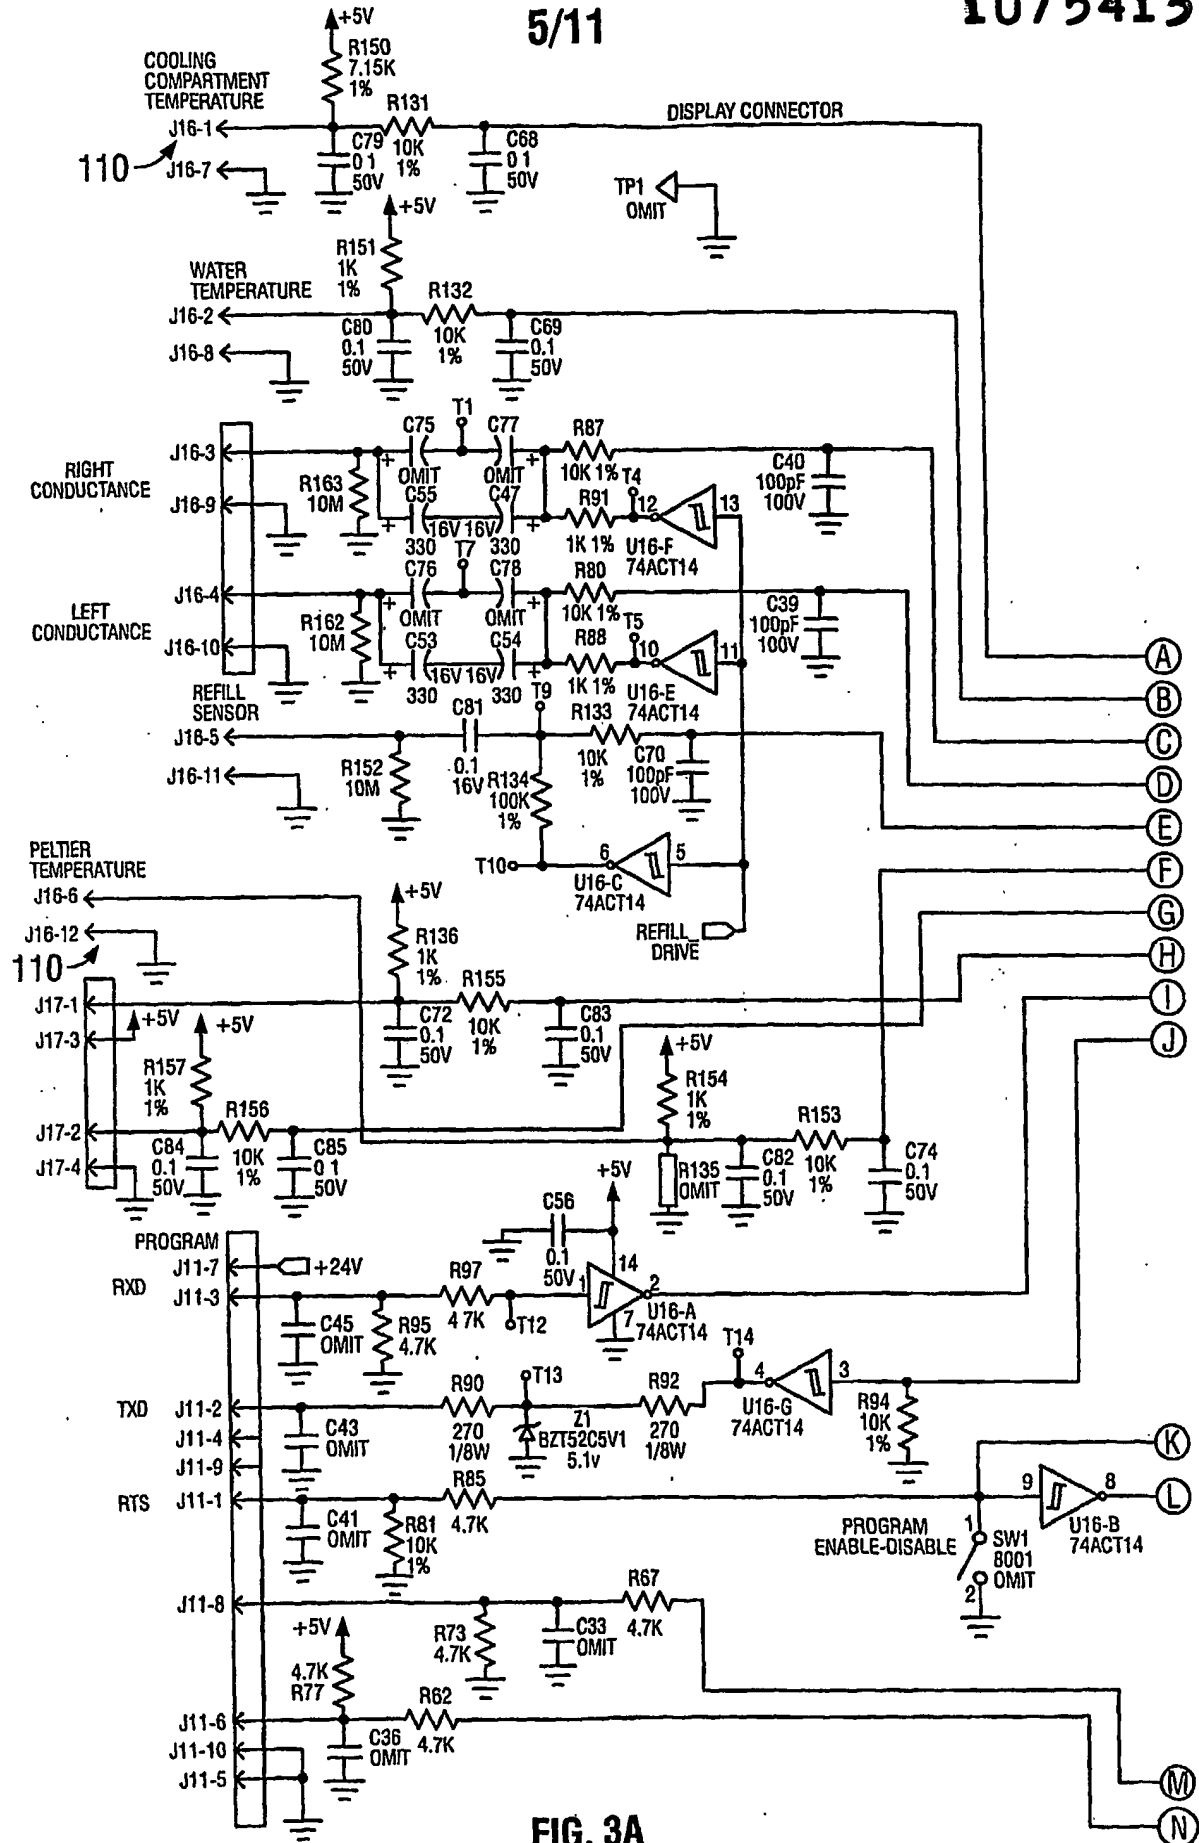 5/11
1075413
+5V
R150
7.15K
1%
COOLING
COMPARTMENT
TEMPERATURE
J16-1
R131
10K
1%
C79
0 1
50V
C68
0 1
50V
DISPLAY CONNECTOR
110
J16-7
TP1
OMIT
+5V
R151
1K
1%
WATER
TEMPERATURE
J16-2
R132
10K
1%
C80
0.1
50V
C69
0.1
50V
J16-8
RIGHT
CONDUCTANCE
J16-3
J16-9
R163
10M
C75
OMIT
T1
C77
OMIT
+
+
C55
330
16V
16V
C47
330
+
+
R87
10K 1%
R91
1K 1%
T4
12
13
U16-F
74ACT14
C40
100pF
100V
LEFT
CONDUCTANCE
J16-4
J16-10
R162
10M
C76
OMIT
T7
C78
OMIT
+
+
C53
330
16V
16V
C54
330
+
+
R80
10K 1%
R88
1K 1%
T5
10
11
U16-E
74ACT14
C39
100pF
100V
REFILL
SENSOR
J16-5
J16-11
R152
10M
C81
0.1
16V
T9
R133
10K
1%
C70
100pF
100V
R134
100K
1%
T10
6
5
U16-C
74ACT14
REFILL_
DRIVE
PELTIER
TEMPERATURE
J16-6
J16-12
110
+5V
R136
1K
1%
J17-1
R155
10K
1%
C72
0.1
50V
C83
0.1
50V
J17-3
+5V
+5V
R157
1K
1%
J17-2
R156
10K
1%
C84
0.1
50V
C85
0 1
50V
J17-4
+5V
R154
1K
1%
R135
OMIT
C82
0.1
50V
R153
10K
1%
C74
0.1
50V
+5V
C56
0.1
50V
PROGRAM
J11-7
+24V
RXD
J11-3
C45
OMIT
R95
4.7K
R97
4 7K
T12
1
14
2
7
U16-A
74ACT14
TXD
J11-2
J11-4
J11-9
C43
OMIT
R90
270
1/8W
T13
Z1
BZT52C5V1
5.1v
R92
270
1/8W
T14
4
3
U16-G
74ACT14
R94
10K
1%
RTS
J11-1
C41
OMIT
R81
10K
1%
R85
4.7K
PROGRAM
ENABLE-DISABLE
1
2
SW1
8001
OMIT
9
8
U16-B
74ACT14
J11-8
R73
4.7K
C33
OMIT
R67
4.7K
+5V
4.7K
R77
J11-6
C36
OMIT
R62
4.7K
J11-10
J11-5
A
B
C
D
E
F
G
H
I
J
K
L
M
N
FIG. 3A